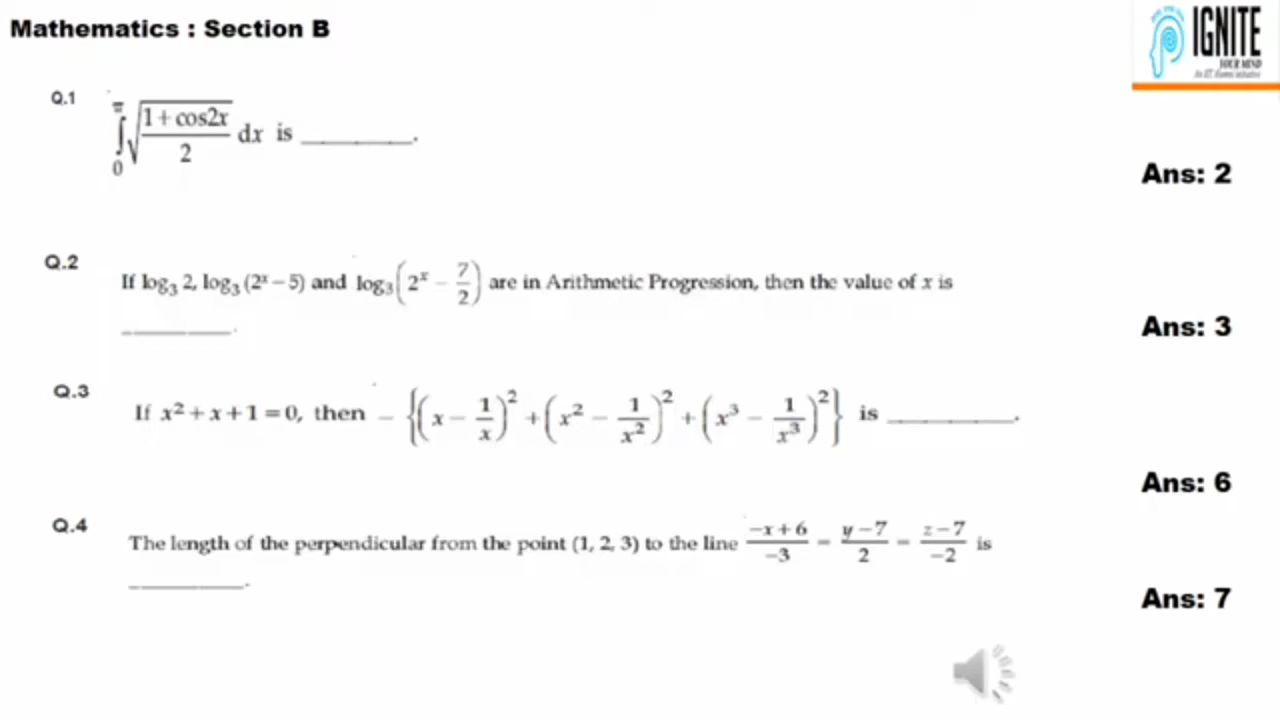 Mathematics : Section B
IGNITE
YOUR MIND
An IIT Alumni initiative
Q.1
∫₀^π √((1+cos2x)/2) dx is ________.
Ans: 2
Q.2
If log₃ 2, log₃ (2ˣ – 5) and log₃ (2ˣ – 7/2) are in Arithmetic Progression, then the value of x is
________.
Ans: 3
Q.3
If x² + x + 1 = 0, then – {(x – 1/x)² + (x² – 1/x²)² + (x³ – 1/x³)²} is ________.
Ans: 6
Q.4
The length of the perpendicular from the point (1, 2, 3) to the line (–x+6)/–3 = (y–7)/2 = (z–7)/–2 is
________.
Ans: 7